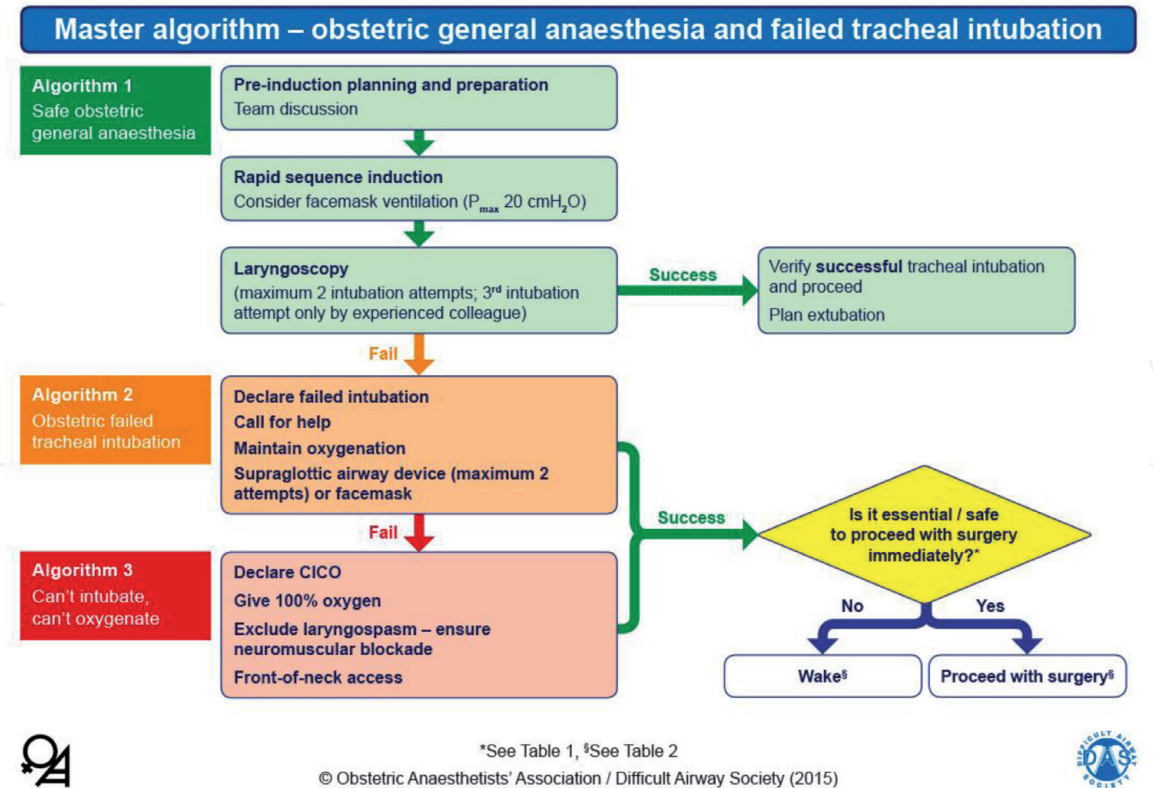 Master algorithm – obstetric general anaesthesia and failed tracheal intubation
Algorithm 1
Safe obstetric
general anaesthesia
Pre-induction planning and preparation
Team discussion
Rapid sequence induction
Consider facemask ventilation (Pmax 20 cmH2O)
Laryngoscopy
(maximum 2 intubation attempts; 3rd intubation
attempt only by experienced colleague)
Success
Verify successful tracheal intubation
and proceed
Plan extubation
Fail
Algorithm 2
Obstetric failed
tracheal intubation
Declare failed intubation
Call for help
Maintain oxygenation
Supraglottic airway device (maximum 2
attempts) or facemask
Fail
Success
Is it essential / safe
to proceed with surgery
immediately?*
Algorithm 3
Can't intubate,
can't oxygenate
Declare CICO
Give 100% oxygen
Exclude laryngospasm – ensure
neuromuscular blockade
Front-of-neck access
No
Yes
Wake§
Proceed with surgery§
*See Table 1, §See Table 2
© Obstetric Anaesthetists' Association / Difficult Airway Society (2015)
OAA
DIFFICULT AIRWAY
DAS
SOCIETY